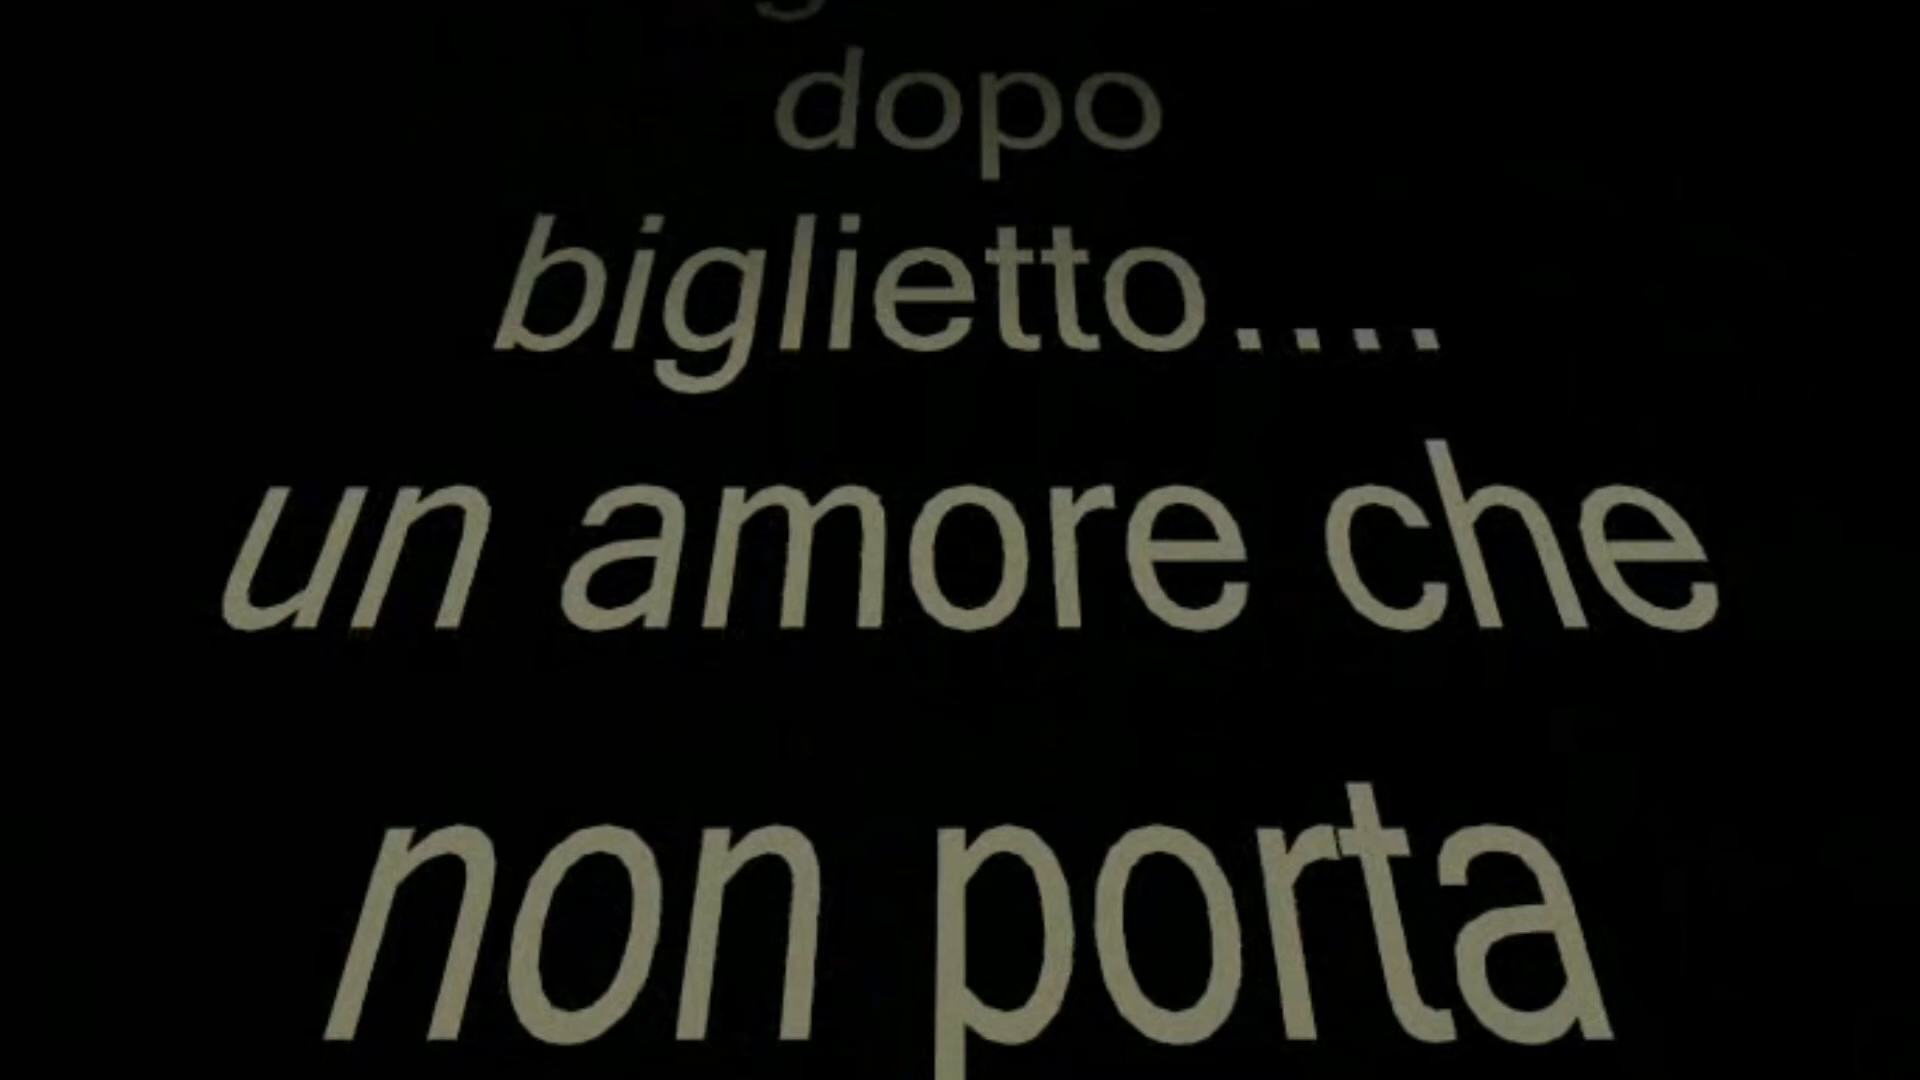 dopo
biglietto....
un amore che
non porta